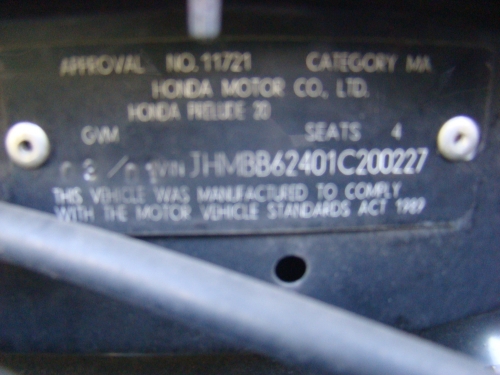 APPROVAL NO. 11721 CATEGORY MA
HONDA MOTOR CO., LTD.
HONDA PRELUDE 2D
GVM SEATS 4
VIN JHMBB62401C200227
THIS VEHICLE WAS MANUFACTURED TO COMPLY
WITH THE MOTOR VEHICLE STANDARDS ACT 1989